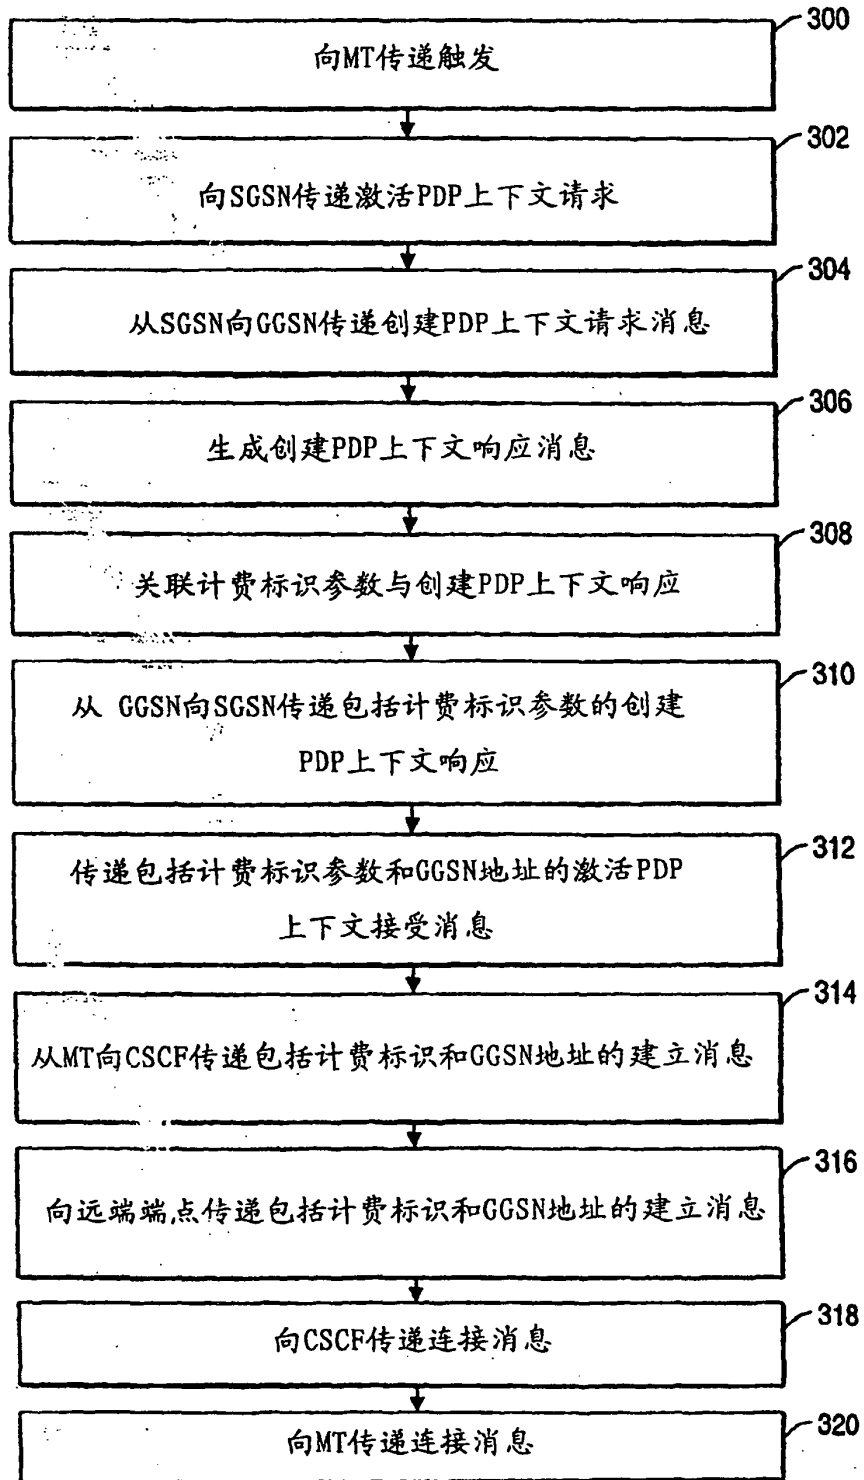 300
向MT传递触发
302
向SGSN传递激活PDP上下文请求
304
从SGSN向GGSN传递创建PDP上下文请求消息
306
生成创建PDP上下文响应消息
308
关联计费标识参数与创建PDP上下文响应
310
从 GGSN向SGSN传递包括计费标识参数的创建
PDP上下文响应
312
传递包括计费标识参数和GGSN地址的激活PDP
上下文接受消息
314
从MT向CSCF传递包括计费标识和GGSN地址的建立消息
316
向远端端点传递包括计费标识和GGSN地址的建立消息
318
向CSCF传递连接消息
320
向MT传递连接消息